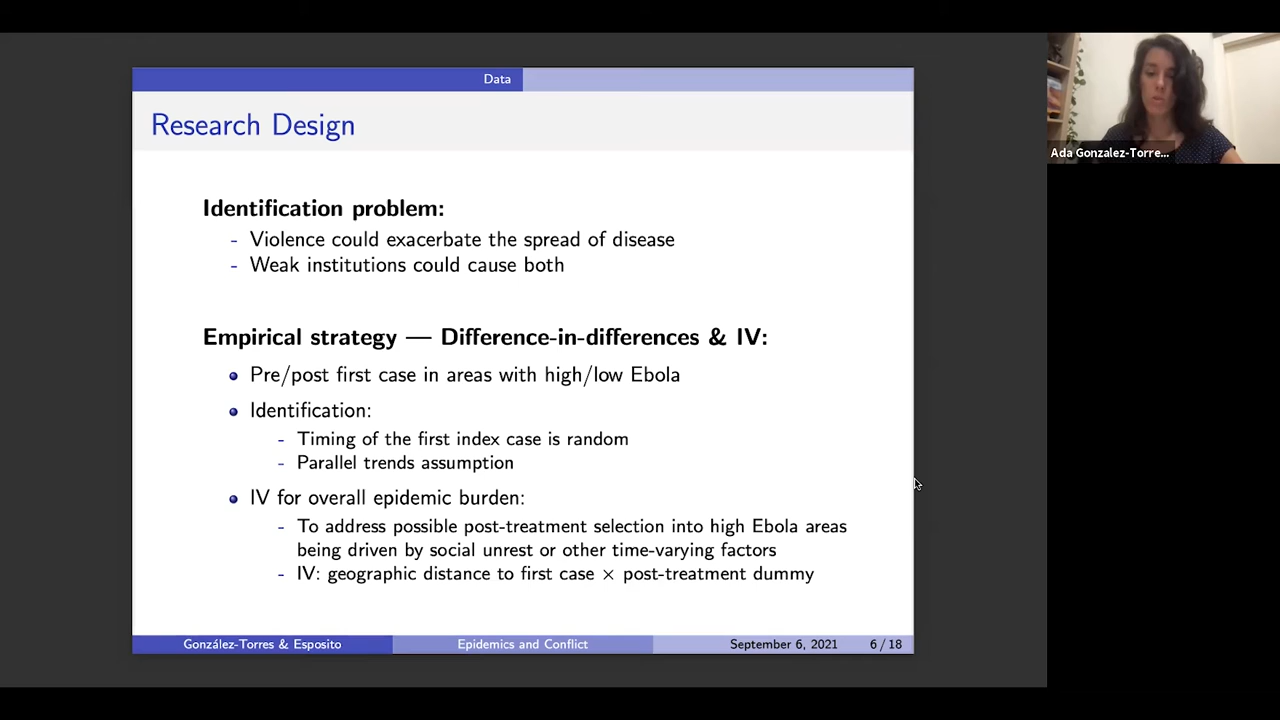 Data
Research Design
Identification problem:
- Violence could exacerbate the spread of disease
- Weak institutions could cause both
Empirical strategy — Difference-in-differences & IV:
Pre/post first case in areas with high/low Ebola
Identification:
- Timing of the first index case is random
- Parallel trends assumption
IV for overall epidemic burden:
- To address possible post-treatment selection into high Ebola areas
being driven by social unrest or other time-varying factors
- IV: geographic distance to first case × post-treatment dummy
González-Torres & Esposito
Epidemics and Conflict
September 6, 2021
6 / 18
Ada Gonzalez-Torre...